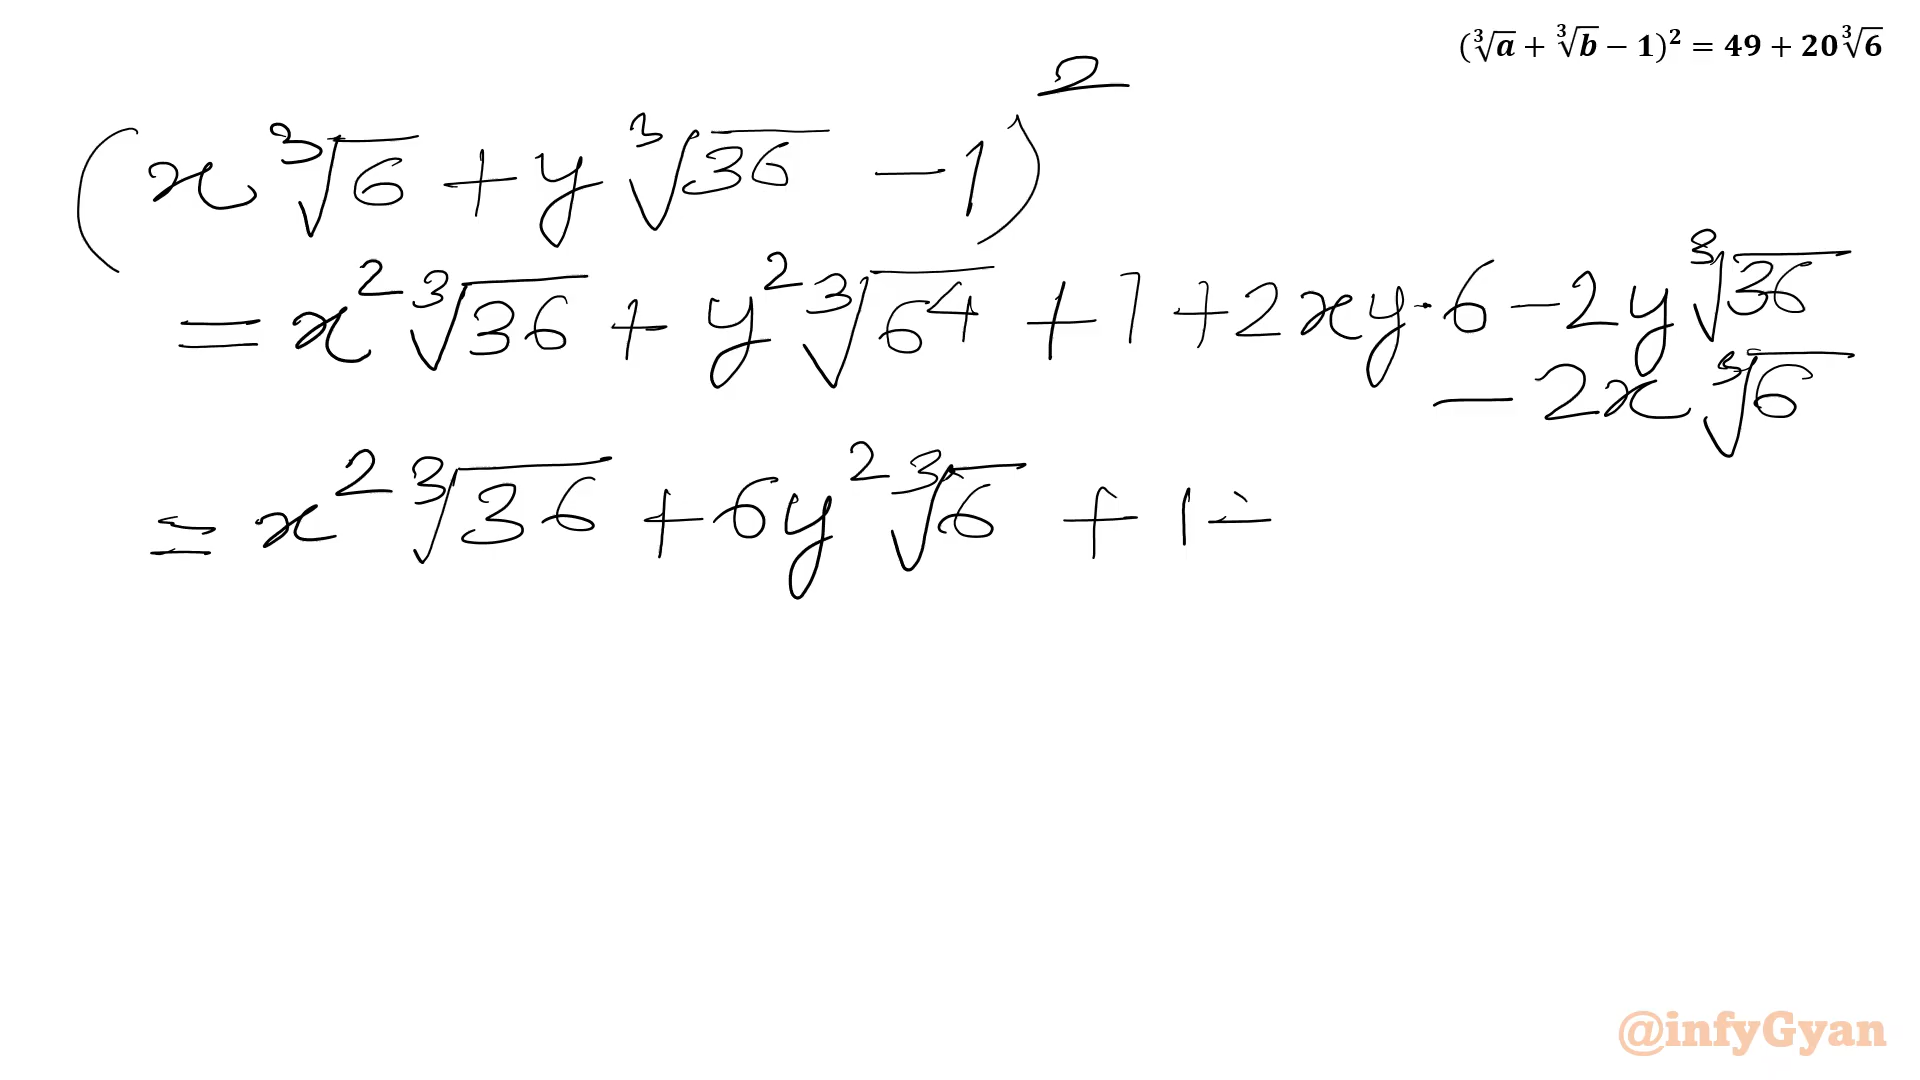 (∛a + ∛b − 1)² = 49 + 20∛6
(x∛6 + y∛36 − 1)²
= x²∛36 + y²∛6⁴ + 1 + 2xy·6 − 2y∛36
− 2x∛6
= x²∛36 + 6y²∛6 + 1 +
@infyGyan